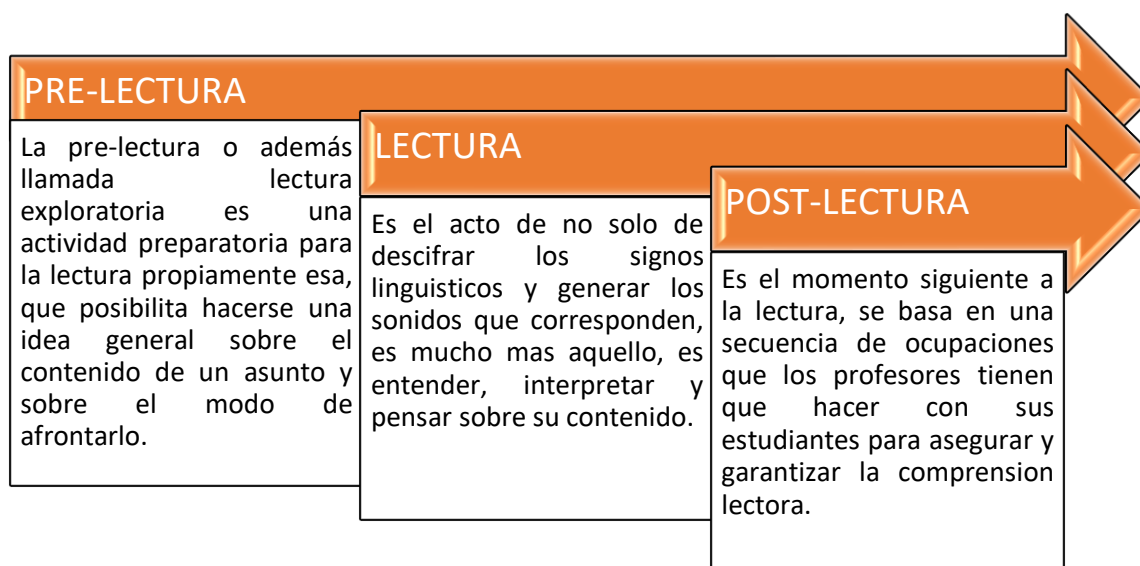 PRE-LECTURA
La pre-lectura o además
llamada lectura
exploratoria es una
actividad preparatoria para
la lectura propiamente esa,
que posibilita hacerse una
idea general sobre el
contenido de un asunto y
sobre el modo de
afrontarlo.
LECTURA
Es el acto de no solo de
descifrar los signos
linguisticos y generar los
sonidos que corresponden,
es mucho mas aquello, es
entender, interpretar y
pensar sobre su contenido.
POST-LECTURA
Es el momento siguiente a
la lectura, se basa en una
secuencia de ocupaciones
que los profesores tienen
que hacer con sus
estudiantes para asegurar y
garantizar la comprension
lectora.